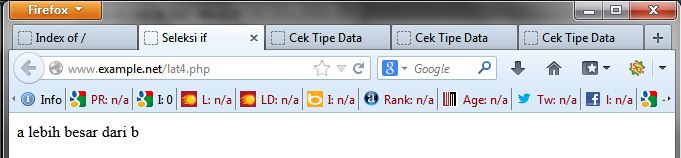 Firefox
Index of / Seleksi if Cek Tipe Data Cek Tipe Data Cek Tipe Data
www.example.net/lat4.php Google
Info PR: n/a I: 0 L: n/a LD: n/a I: n/a Rank: n/a Age: n/a Tw: n/a I: n/a
a lebih besar dari b